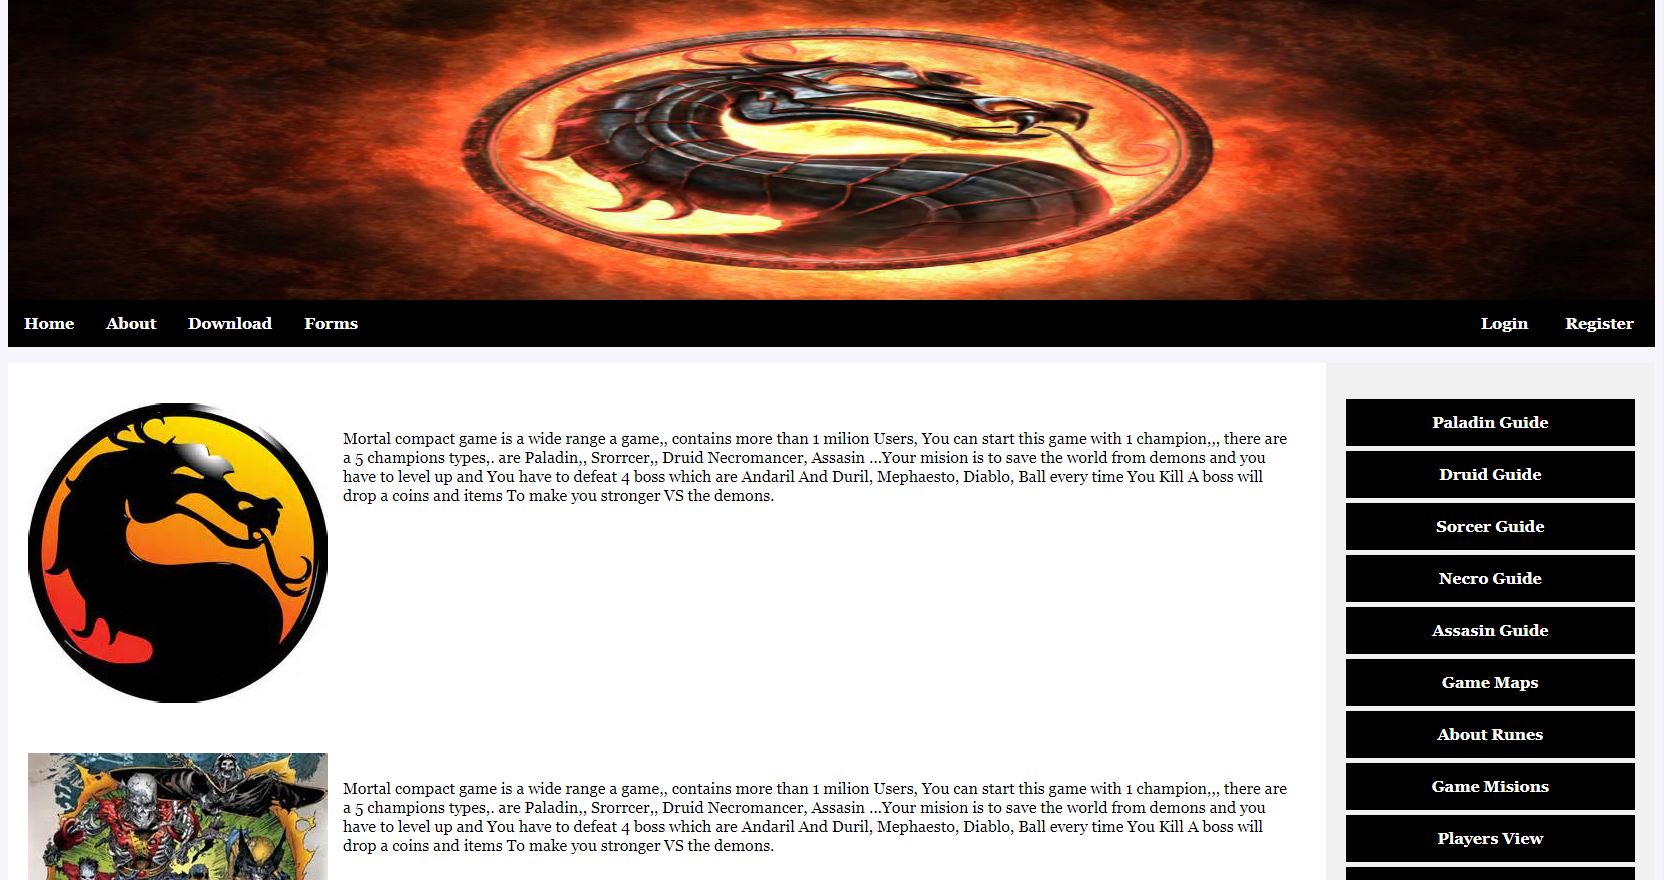 Home About Download Forms Login Register
Mortal compact game is a wide range a game,, contains more than 1 milion Users, You can start this game with 1 champion,,, there are
a 5 champions types,. are Paladin,, Srorrcer,, Druid Necromancer, Assasin ...Your mision is to save the world from demons and you
have to level up and You have to defeat 4 boss which are Andaril And Duril, Mephaesto, Diablo, Ball every time You Kill A boss will
drop a coins and items To make you stronger VS the demons.
Mortal compact game is a wide range a game,, contains more than 1 milion Users, You can start this game with 1 champion,,, there are
a 5 champions types,. are Paladin,, Srorrcer,, Druid Necromancer, Assasin ...Your mision is to save the world from demons and you
have to level up and You have to defeat 4 boss which are Andaril And Duril, Mephaesto, Diablo, Ball every time You Kill A boss will
drop a coins and items To make you stronger VS the demons.
Paladin Guide
Druid Guide
Sorcer Guide
Necro Guide
Assasin Guide
Game Maps
About Runes
Game Misions
Players View